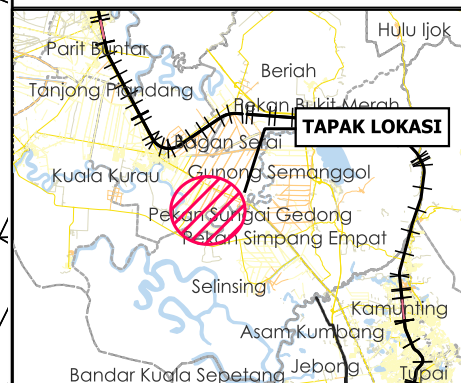 Hulu Ijok
Parit Buntar
Beriah
Tanjong Piandang
Pekan Bukit Merah
TAPAK LOKASI
Bagan Serai
Gunong Semanggol
Kuala Kurau
Pekan Sungai Gedong
Pekan Simpang Empat
Selinsing
Kamunting
Asam Kumbang
Jebong
Tupai
Bandar Kuala Sepetang